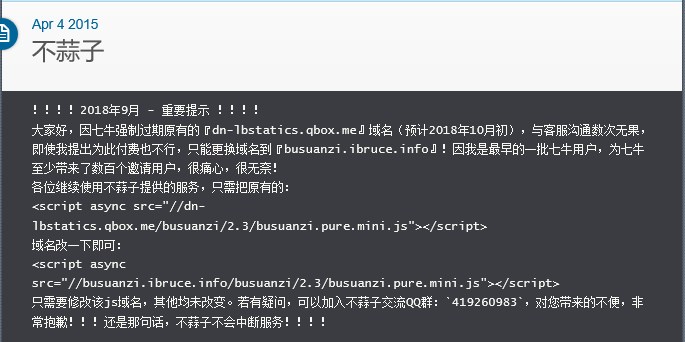 Apr 4 2015
不蒜子
！！！！2018年9月 - 重要提示 ！！！！
大家好，因七牛强制过期原有的『dn-lbstatics.qbox.me』域名（预计2018年10月初），与客服沟通数次无果，
即使我提出为此付费也不行，只能更换域名到『busuanzi.ibruce.info』！因我是最早的一批七牛用户，为七牛
至少带来了数百个邀请用户，很痛心，很无奈！
各位继续使用不蒜子提供的服务，只需把原有的：
<script async src="//dn-
lbstatics.qbox.me/busuanzi/2.3/busuanzi.pure.mini.js"></script>
域名改一下即可：
<script async
src="//busuanzi.ibruce.info/busuanzi/2.3/busuanzi.pure.mini.js"></script>
只需要修改该js域名，其他均未改变。若有疑问，可以加入不蒜子交流QQ群：`419260983`，对您带来的不便，非
常抱歉！！！还是那句话，不蒜子不会中断服务！！！！